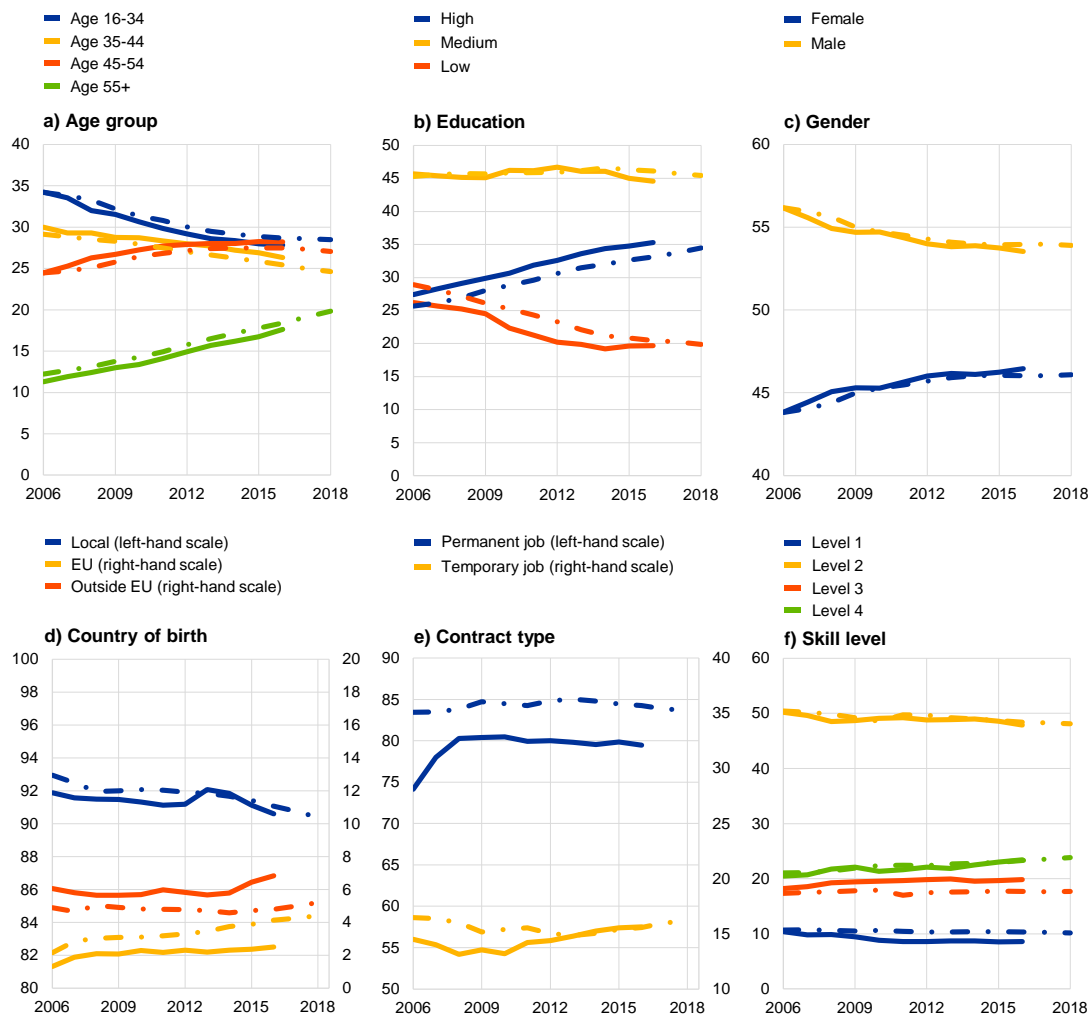 Age 16-34
Age 35-44
Age 45-54
Age 55+
a) Age group
40
35
30
25
20
15
10
5
0
2006 2009 2012 2015 2018
High
Medium
Low
b) Education
50
45
40
35
30
25
20
15
10
5
0
2006 2009 2012 2015 2018
Female
Male
c) Gender
60
55
50
45
40
2006 2009 2012 2015 2018
Local (left-hand scale)
EU (right-hand scale)
Outside EU (right-hand scale)
d) Country of birth
100
98
96
94
92
90
88
86
84
82
80
20
18
16
14
12
10
8
6
4
2
0
2006 2009 2012 2015 2018
Permanent job (left-hand scale)
Temporary job (right-hand scale)
e) Contract type
90
85
80
75
70
65
60
55
50
40
35
30
25
20
15
10
2006 2009 2012 2015 2018
Level 1
Level 2
Level 3
Level 4
f) Skill level
60
50
40
30
20
10
0
2006 2009 2012 2015 2018